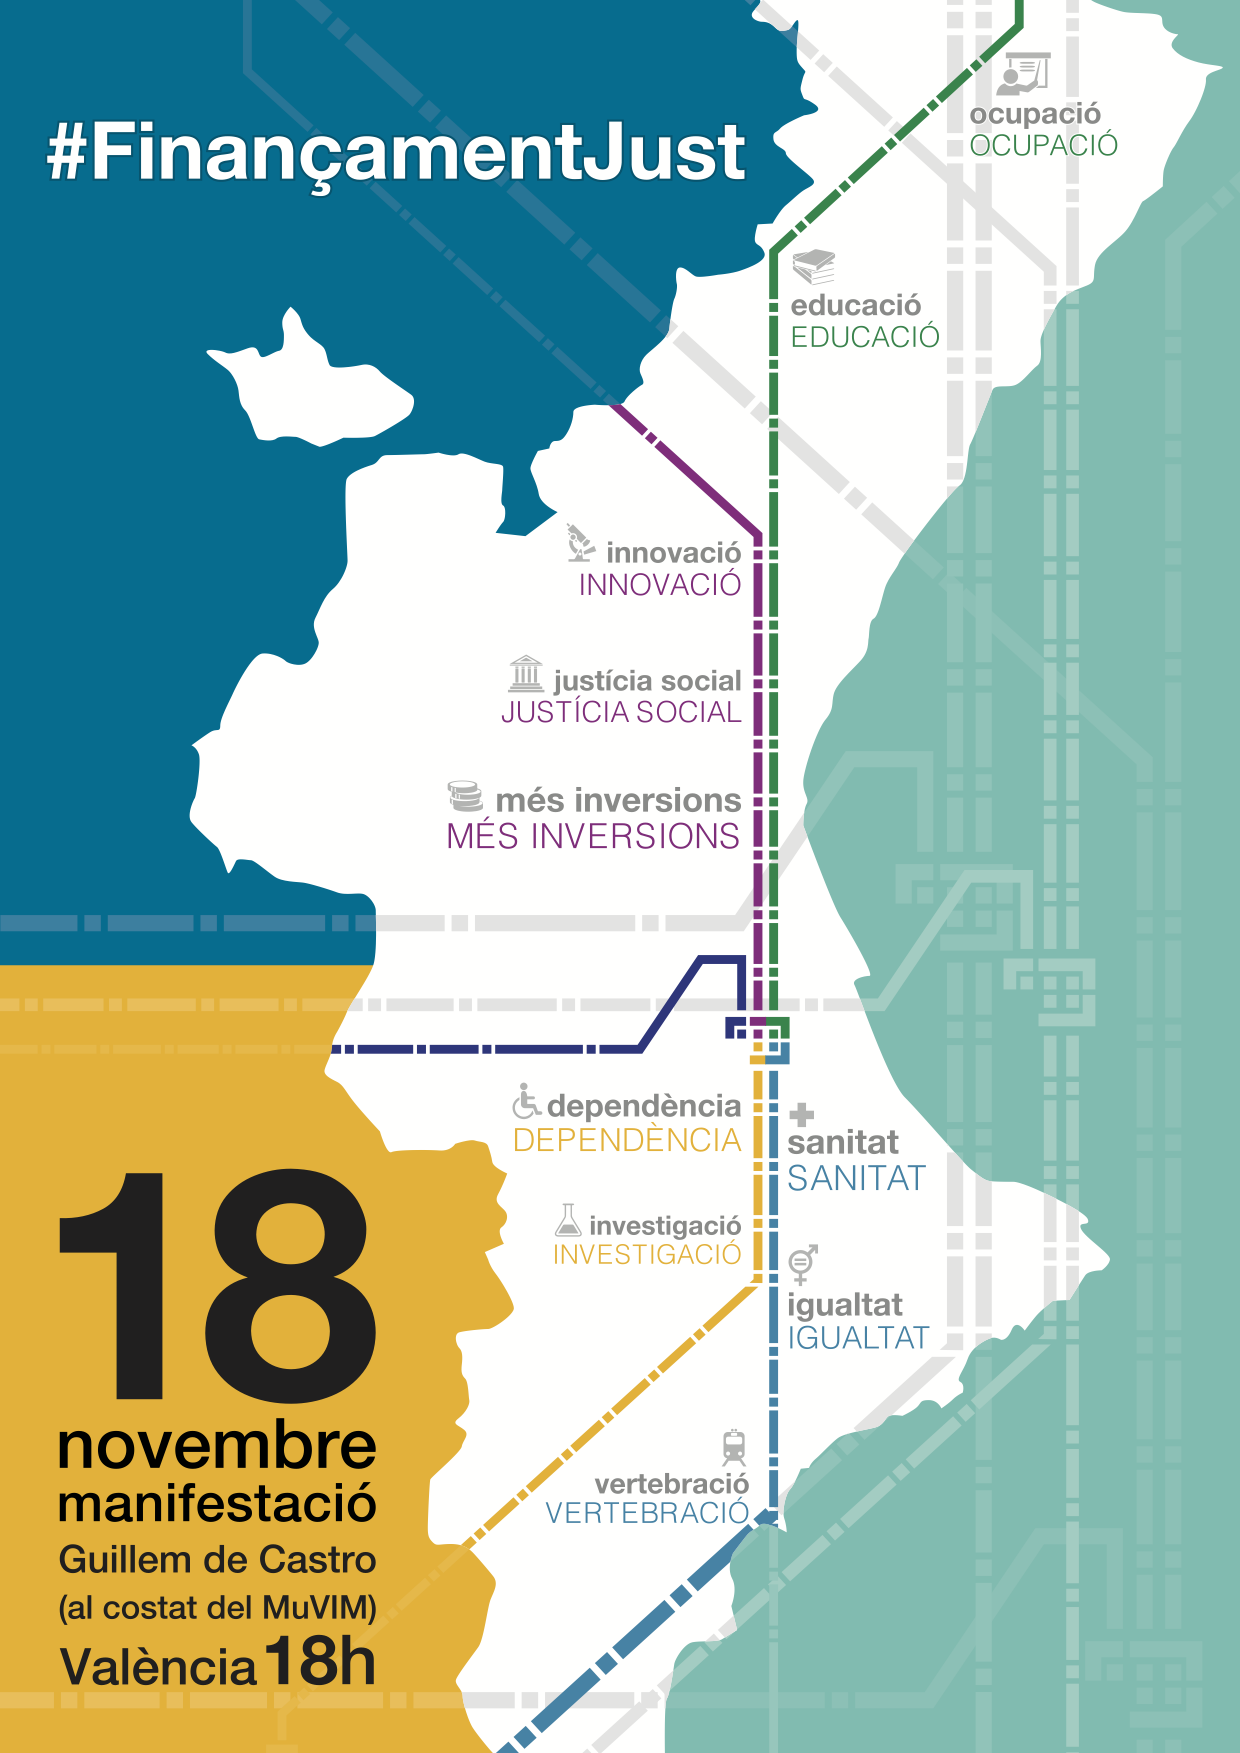 #FinançamentJust
ocupació
OCUPACIÓ
educació
EDUCACIÓ
innovació
INNOVACIÓ
justícia social
JUSTÍCIA SOCIAL
més inversions
MÉS INVERSIONS
dependència
DEPENDÈNCIA
sanitat
SANITAT
investigació
INVESTIGACIÓ
igualtat
IGUALTAT
vertebració
VERTEBRACIÓ
18
novembre
manifestació
Guillem de Castro
(al costat del MuVIM)
València 18h